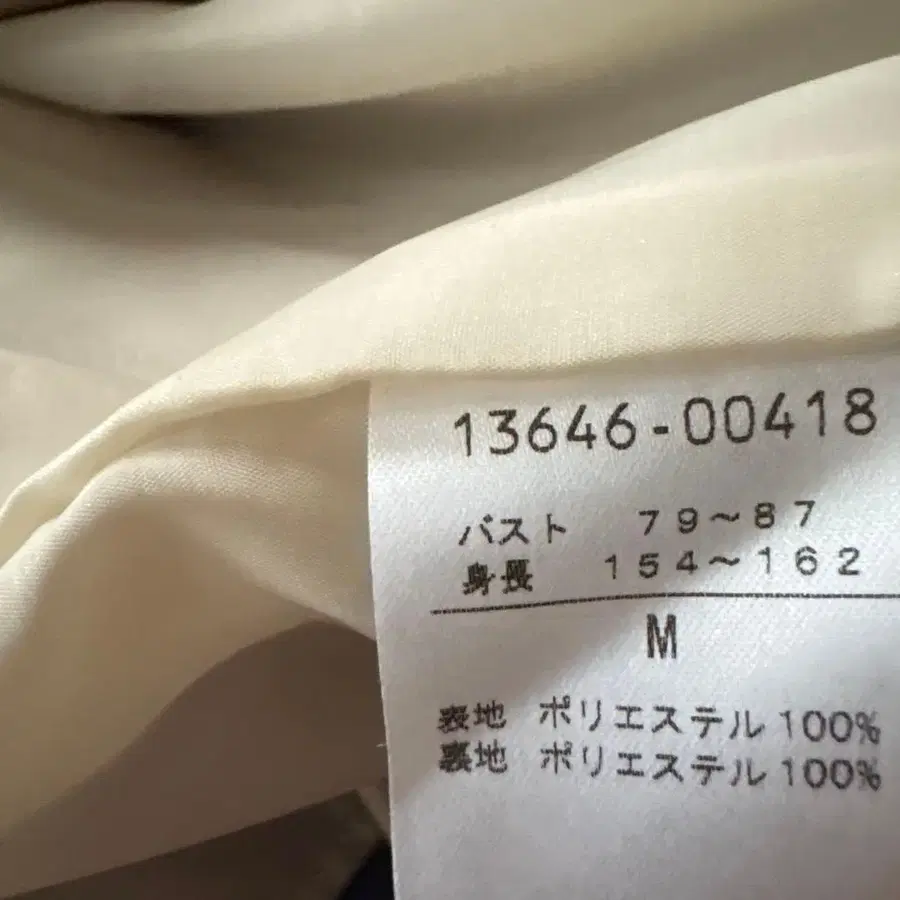 13646-00418
バスト 79～87
身長 154～162
M
表地 ポリエステル100%
裏地 ポリエステル100%